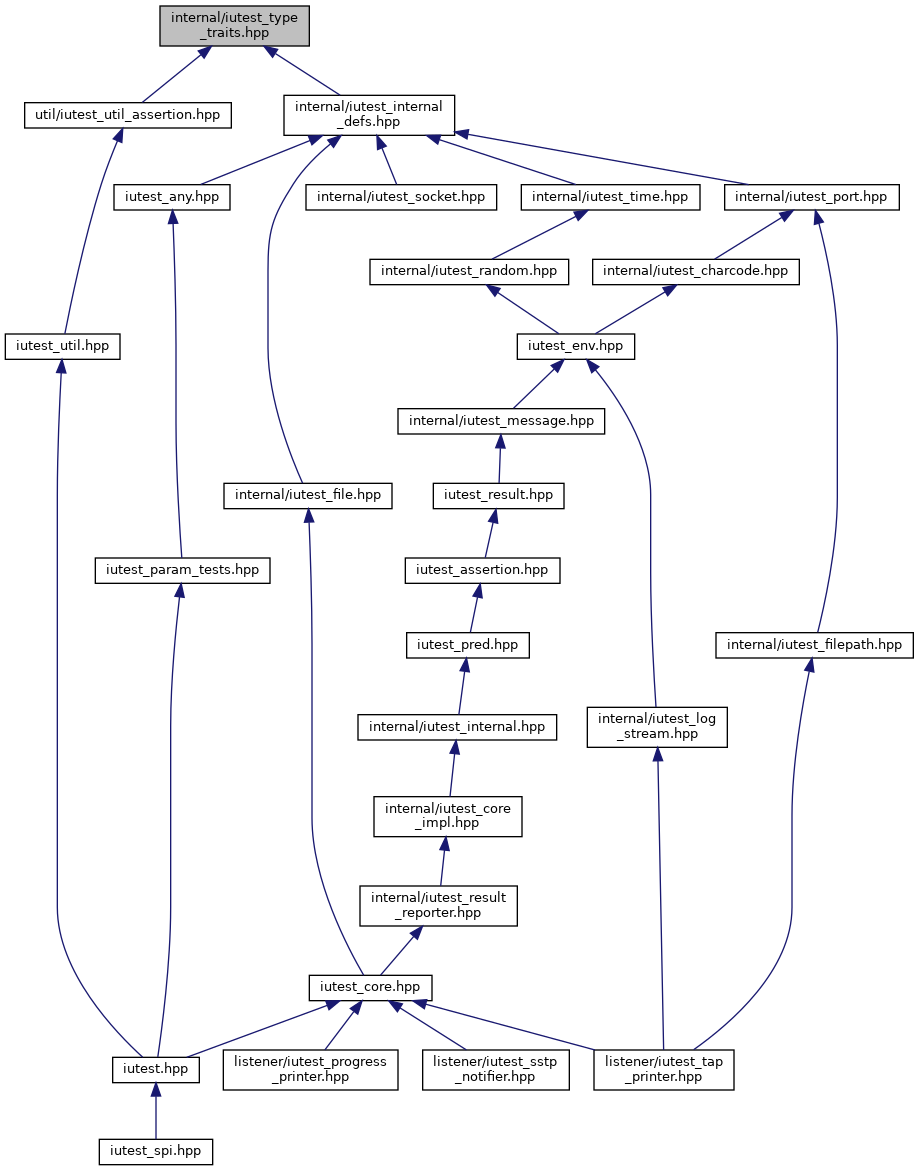 internal/iutest_type
_traits.hpp
util/iutest_util_assertion.hpp
internal/iutest_internal
_defs.hpp
iutest_any.hpp
internal/iutest_socket.hpp
internal/iutest_time.hpp
internal/iutest_port.hpp
internal/iutest_random.hpp
internal/iutest_charcode.hpp
iutest_util.hpp
iutest_env.hpp
internal/iutest_message.hpp
internal/iutest_file.hpp
iutest_result.hpp
iutest_param_tests.hpp
iutest_assertion.hpp
iutest_pred.hpp
internal/iutest_filepath.hpp
internal/iutest_internal.hpp
internal/iutest_log
_stream.hpp
internal/iutest_core
_impl.hpp
internal/iutest_result
_reporter.hpp
iutest_core.hpp
iutest.hpp
listener/iutest_progress
_printer.hpp
listener/iutest_sstp
_notifier.hpp
listener/iutest_tap
_printer.hpp
iutest_spi.hpp